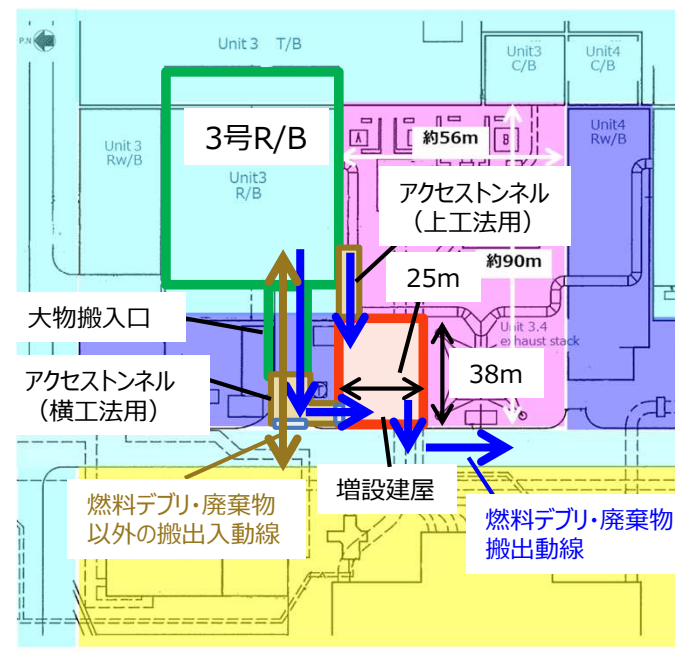 P.N
Unit 3 T/B
Unit3
C/B
Unit4
C/B
3号R/B
A
B
約56m
Unit4
Rw/B
Unit 3
Rw/B
Unit3
R/B
アクセストンネル
（上工法用）
約90m
25m
大物搬入口
Unit 3.4
exhaust stack
アクセストンネル
（横工法用）
38m
増設建屋
燃料デブリ・廃棄物
以外の搬出入動線
燃料デブリ・廃棄物
搬出動線